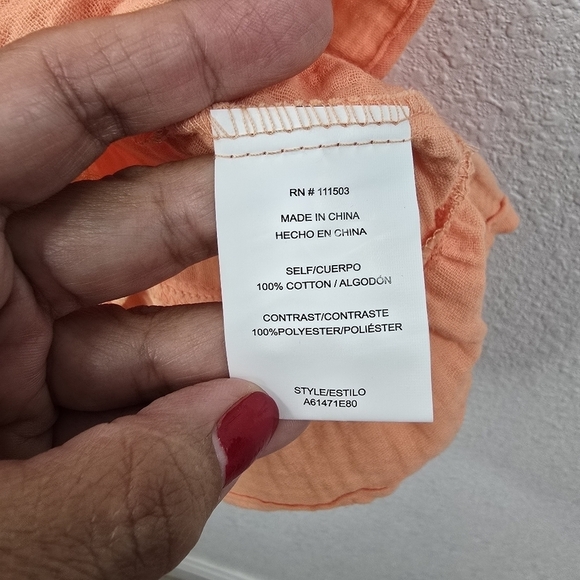 RN # 111503
MADE IN CHINA
HECHO EN CHINA
SELF/CUERPO
100% COTTON / ALGODÓN
CONTRAST/CONTRASTE
100%POLYESTER/POLIÉSTER
STYLE/ESTILO
A61471E80